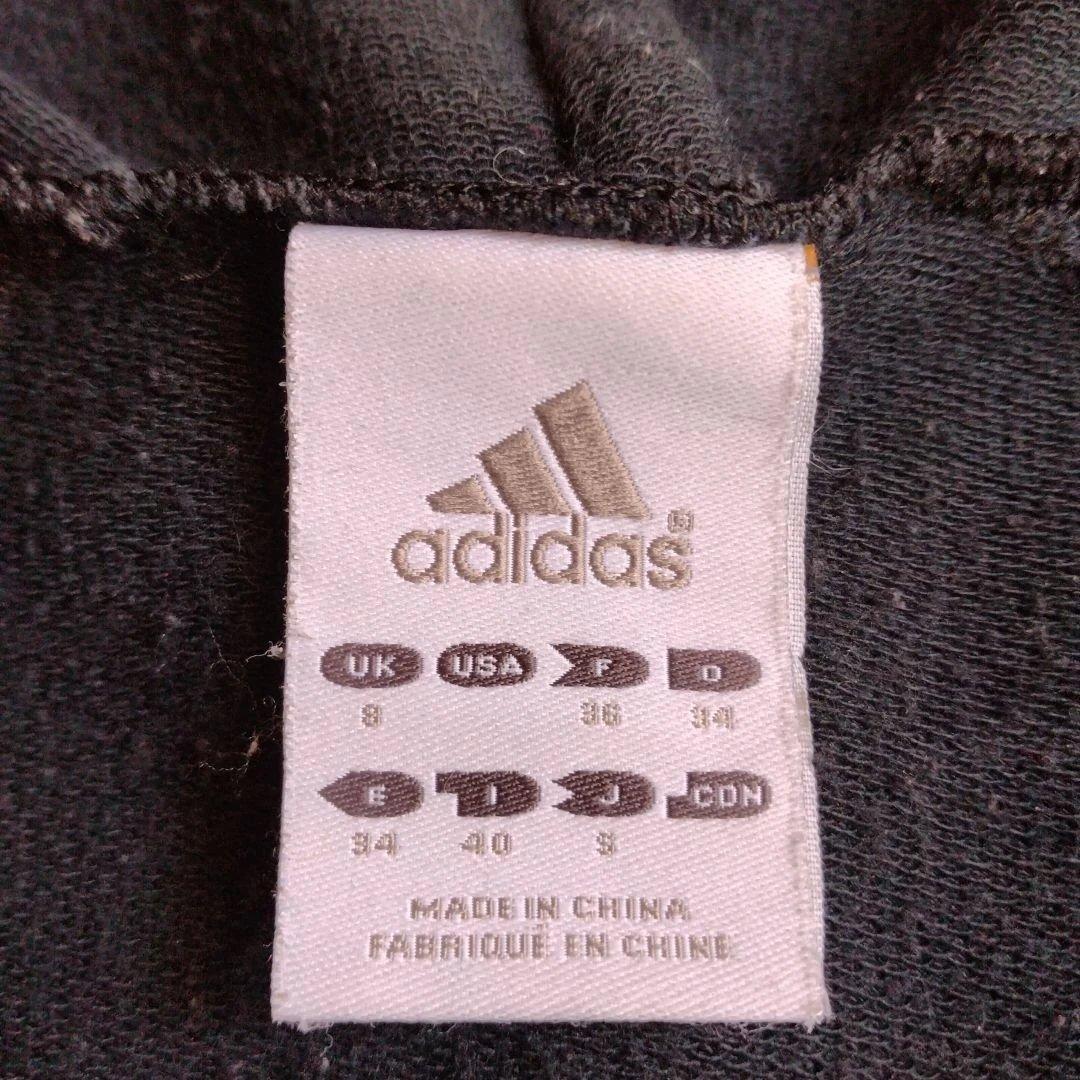 adidas®
UK USA F D
8 36 34
E I J CDN
34 40 S
MADE IN CHINA
FABRIQUÉ EN CHINE